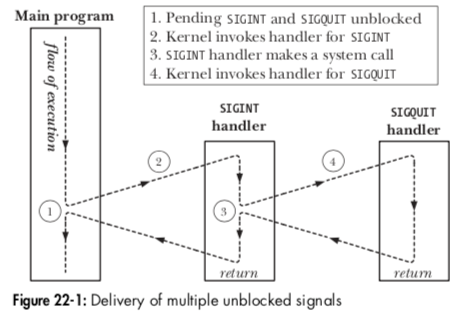 Main program
1. Pending SIGINT and SIGQUIT unblocked
2. Kernel invokes handler for SIGINT
3. SIGINT handler makes a system call
4. Kernel invokes handler for SIGQUIT
flow of execution
SIGINT
handler
SIGQUIT
handler
2
4
1
3
return
return
Figure 22-1: Delivery of multiple unblocked signals